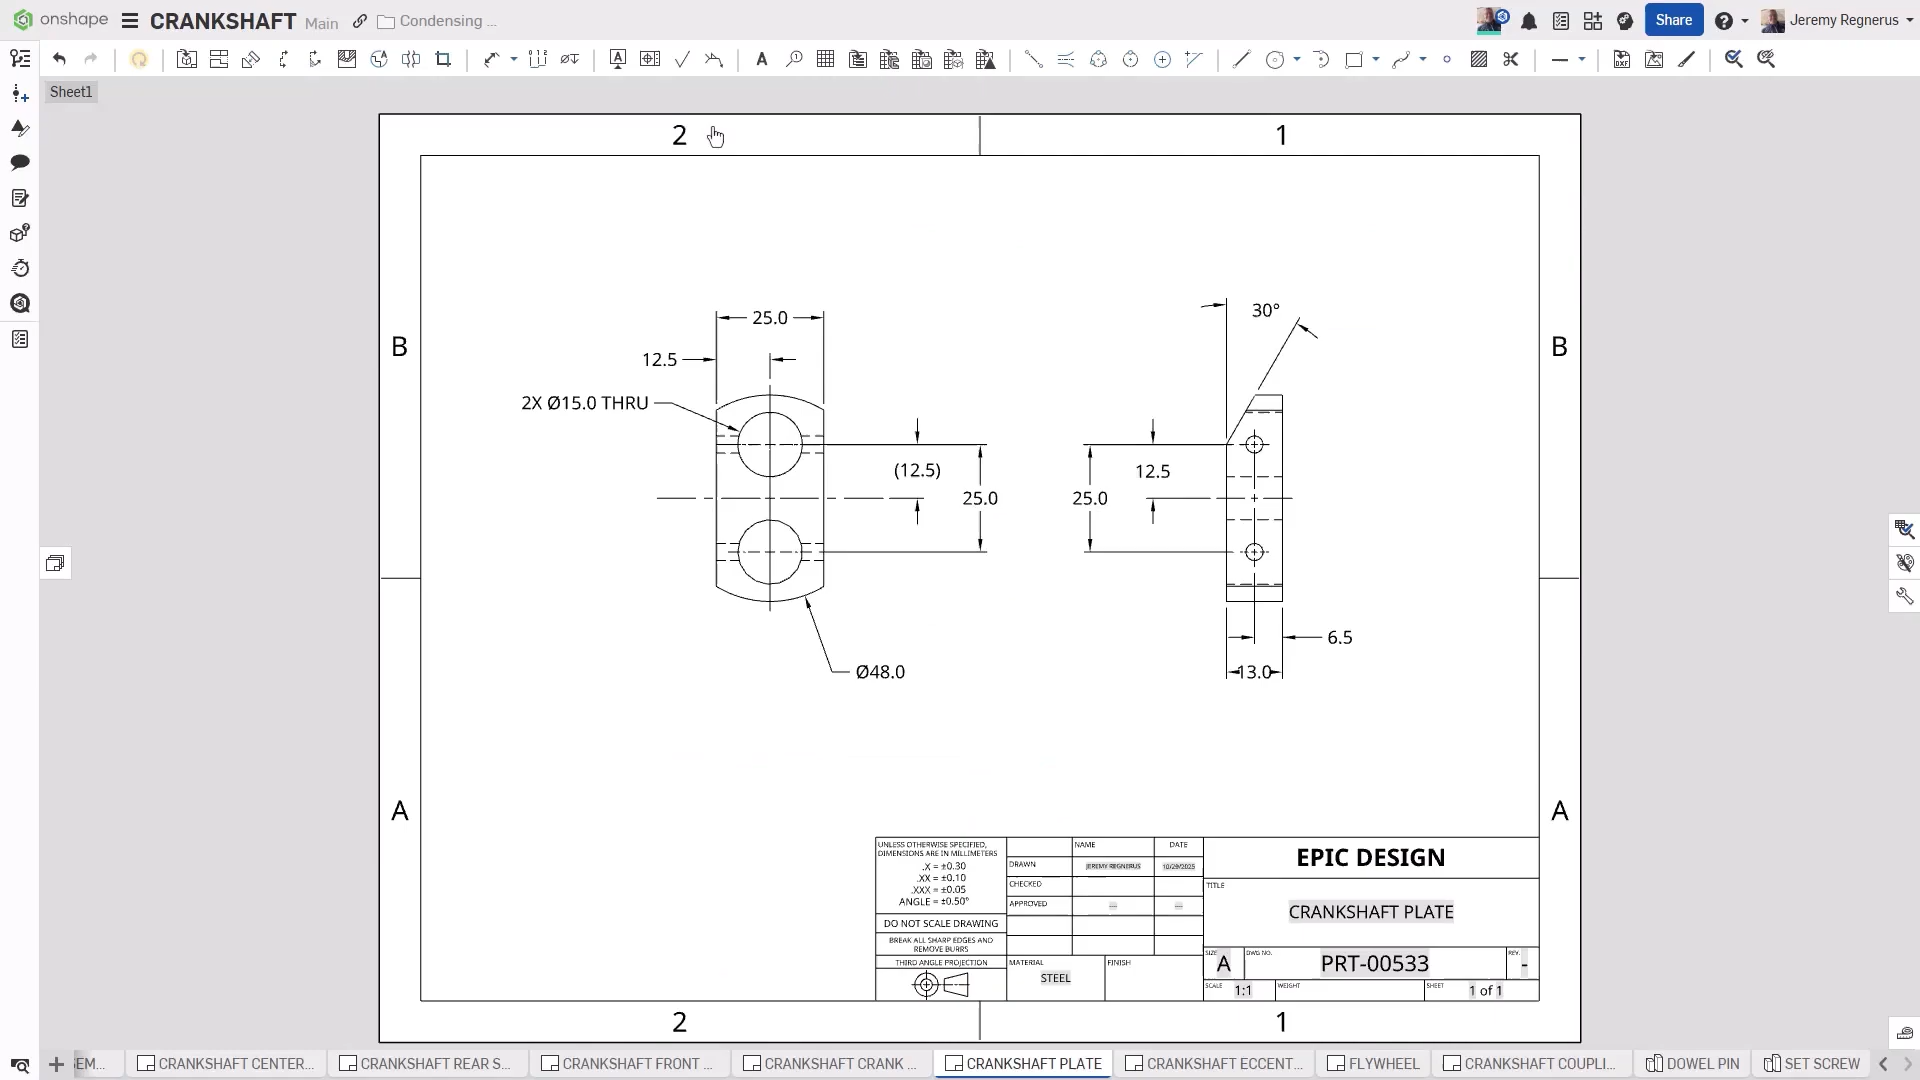 onshape CRANKSHAFT Main Condensing ...
Share Jeremy Regnerus
Sheet1
2 1
B B
25.0
30°
12.5
2X Ø15.0 THRU
(12.5)
25.0
12.5
25.0
6.5
Ø48.0
13.0
A A
UNLESS OTHERWISE SPECIFIED,
DIMENSIONS ARE IN MILLIMETERS
.X = ±0.30
.XX = ±0.10
.XXX = ±0.05
ANGLE = ±0.50°
DO NOT SCALE DRAWING
BREAK ALL SHARP EDGES AND
REMOVE BURRS
THIRD ANGLE PROJECTION
NAME DATE
DRAWN JEREMY REGNERUS 10/29/2025
CHECKED
APPROVED — —
MATERIAL
STEEL
FINISH
EPIC DESIGN
TITLE
CRANKSHAFT PLATE
SIZE
A
DWG NO.
PRT-00533
REV.
-
SCALE 1:1 WEIGHT SHEET 1 of 1
2 1
EM... CRANKSHAFT CENTER... CRANKSHAFT REAR S... CRANKSHAFT FRONT ... CRANKSHAFT CRANK ... CRANKSHAFT PLATE CRANKSHAFT ECCENT... FLYWHEEL CRANKSHAFT COUPLI... DOWEL PIN SET SCREW